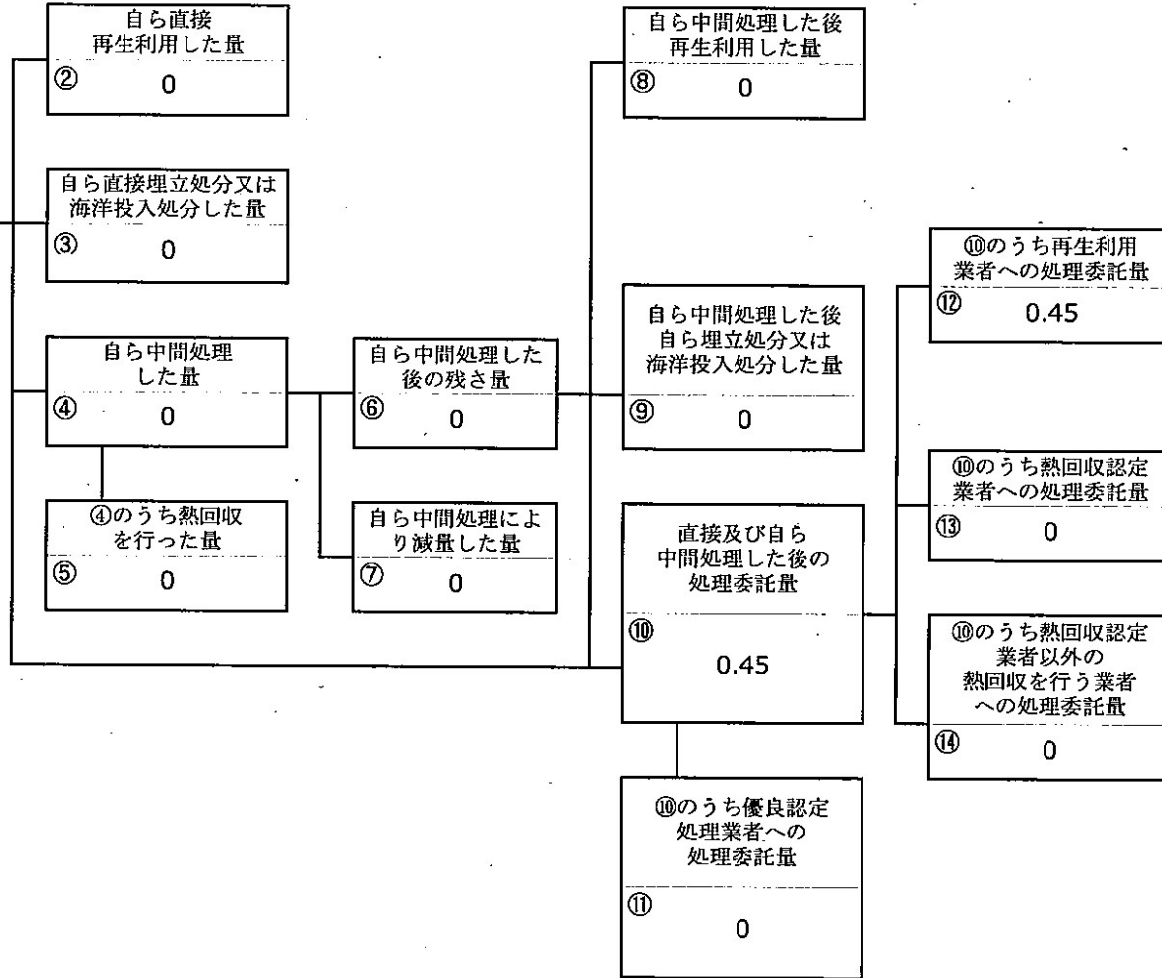 自ら直接
再生利用した量
②
0
自ら直接埋立処分又は
海洋投入処分した量
③
0
自ら中間処理
した量
④
0
④のうち熱回収
を行った量
⑤
0
自ら中間処理した
後の残さ量
⑥
0
自ら中間処理によ
り減量した量
⑦
0
自ら中間処理した後
再生利用した量
⑧
0
自ら中間処理した後
自ら埋立処分又は
海洋投入処分した量
⑨
0
直接及び自ら
中間処理した後の
処理委託量
⑩
0.45
⑩のうち優良認定
処理業者への
処理委託量
⑪
0
⑩のうち再生利用
業者への処理委託量
⑫
0.45
⑩のうち熱回収認定
業者への処理委託量
⑬
0
⑩のうち熱回収認定
業者以外の
熱回収を行う業者
への処理委託量
⑭
0